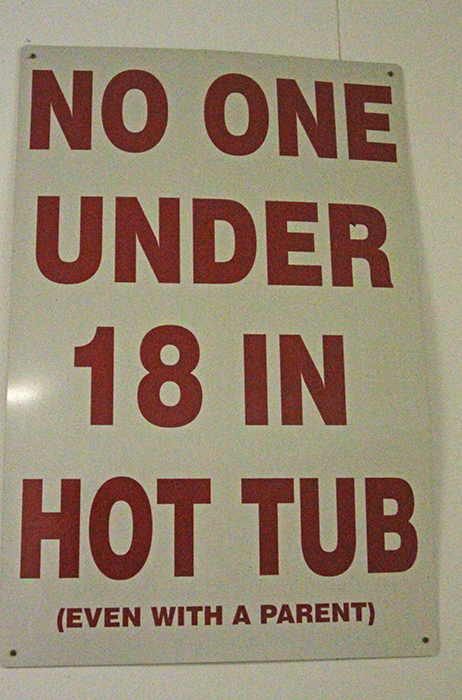 NO ONE
UNDER
18 IN
HOT TUB
(EVEN WITH A PARENT)